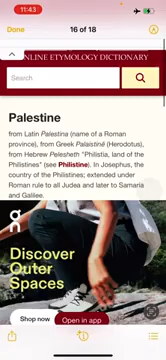 11:43
Done
16 of 18
ONLINE ETYMOLOGY DICTIONARY
Search
Palestine
from Latin Palestina (name of a Roman
province), from Greek Palaistinē (Herodotus),
from Hebrew Pelesheth "Philistia, land of the
Philistines" (see Philistine). In Josephus, the
country of the Philistines; extended under
Roman rule to all Judea and later to Samaria
and Galilee.
Discover
Outer
Spaces
Shop now
Open in app